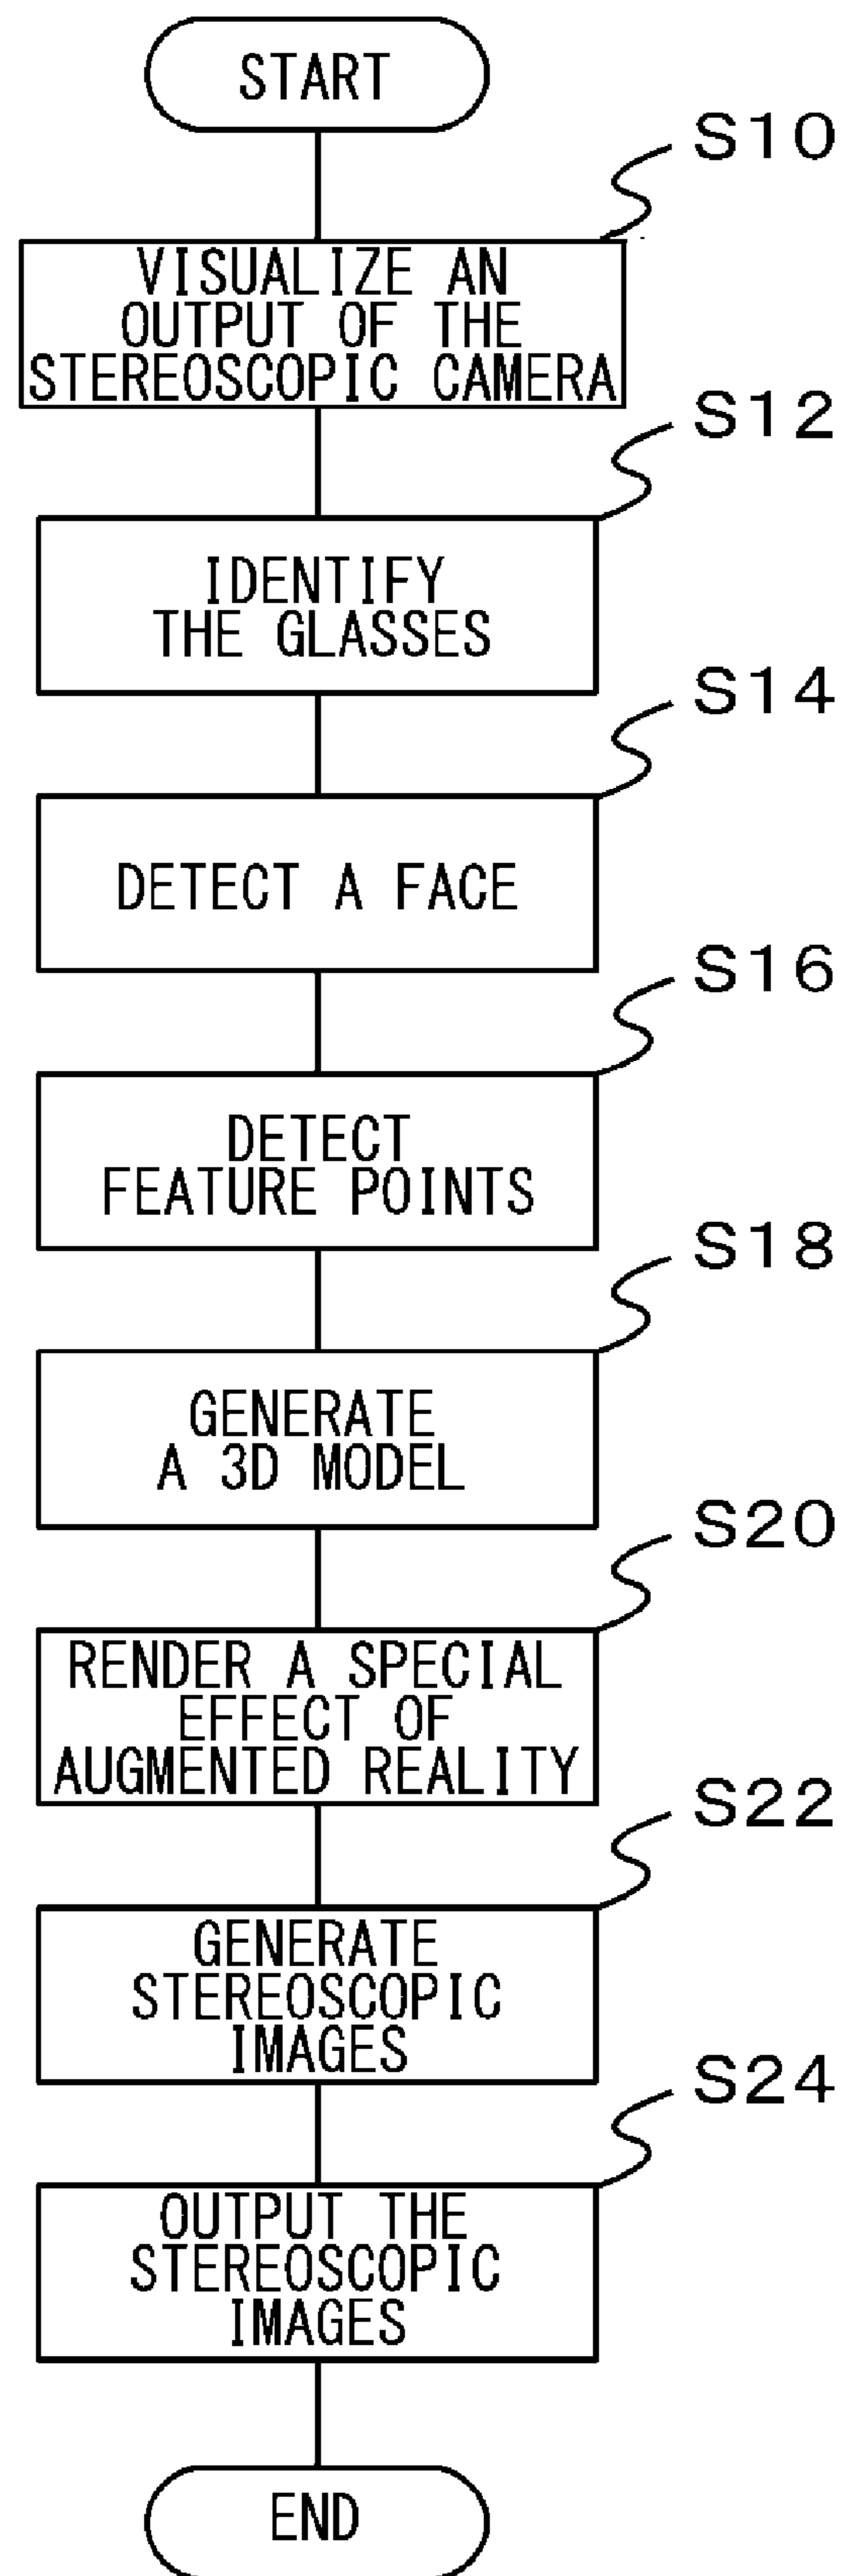 START
S10
VISUALIZE AN
OUTPUT OF THE
STEREOSCOPIC CAMERA
S12
IDENTIFY
THE GLASSES
S14
DETECT A FACE
S16
DETECT
FEATURE POINTS
S18
GENERATE
A 3D MODEL
S20
RENDER A SPECIAL
EFFECT OF
AUGMENTED REALITY
S22
GENERATE
STEREOSCOPIC
IMAGES
S24
OUTPUT THE
STEREOSCOPIC
IMAGES
END